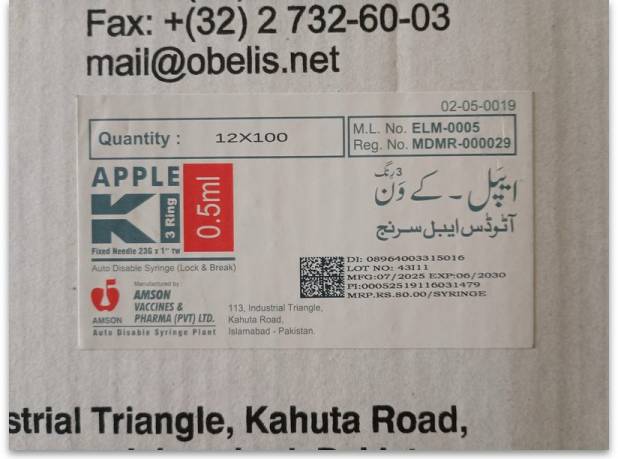 Fax: +(32) 2 732-60-03
mail@obelis.net
02-05-0019
Quantity : 12X100
M.L. No. ELM-0005
Reg. No. MDMR-000029
APPLE
K1
3 Ring
0.5ml
Fixed Needle 23G x 1" TW
Auto Disable Syringe (Lock & Break)
ایپل ۔ کے وَن 3 رِنگ
آٹوڈس ایبل سرنج
DI: 08964003315016
LOT NO: 43I11
MFG:07/2025 EXP:06/2030
PI:00052519116031479
MRP.RS.80.00/SYRINGE
Manufactured by
AMSON
VACCINES &
PHARMA (PVT) LTD.
AMSON
Auto Disable Syringe Plant
113, Industrial Triangle,
Kahuta Road,
Islamabad - Pakistan.
strial Triangle, Kahuta Road,